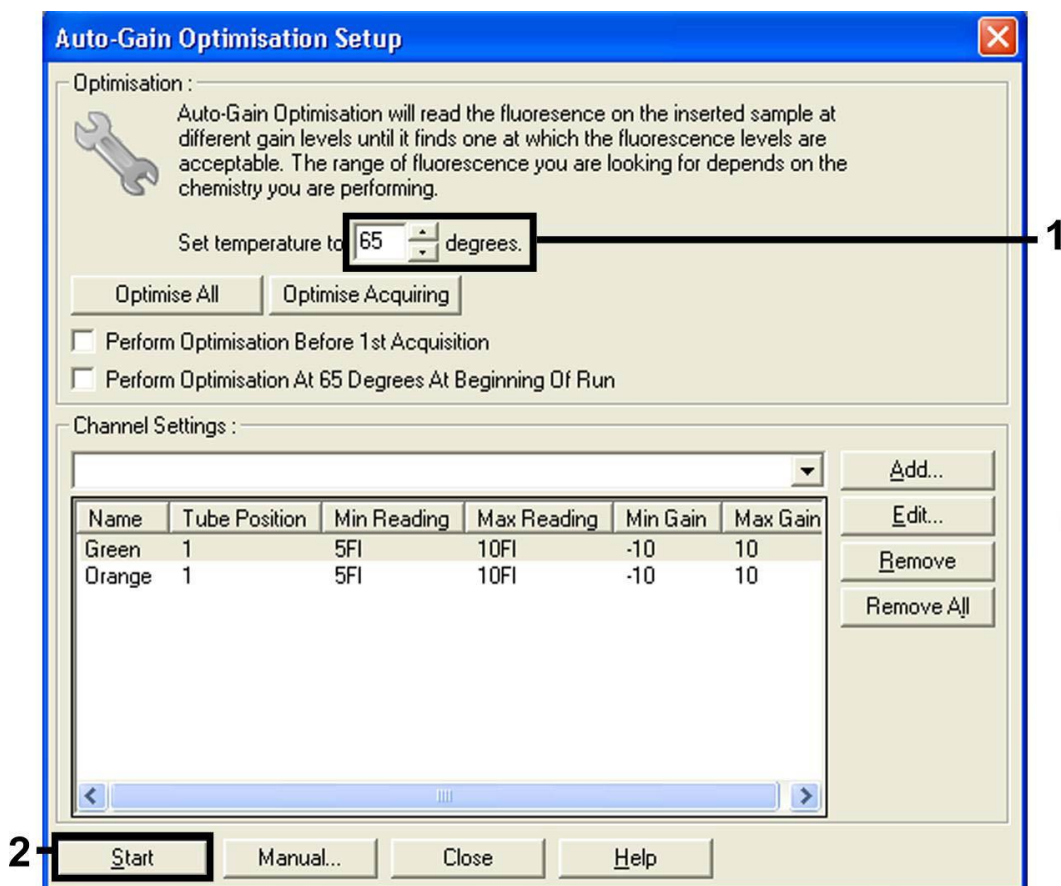 Auto-Gain Optimisation Setup
Optimisation :
Auto-Gain Optimisation will read the fluoresence on the inserted sample at
different gain levels until it finds one at which the fluorescence levels are
acceptable. The range of fluorescence you are looking for depends on the
chemistry you are performing.
Set temperature to 65 degrees. 1
Optimise All Optimise Acquiring
Perform Optimisation Before 1st Acquisition
Perform Optimisation At 65 Degrees At Beginning Of Run
Channel Settings :
Add...
Edit...
Remove
Remove All
Name Tube Position Min Reading Max Reading Min Gain Max Gain
Green 1 5Fl 10Fl -10 10
Orange 1 5Fl 10Fl -10 10
2 Start Manual... Close Help